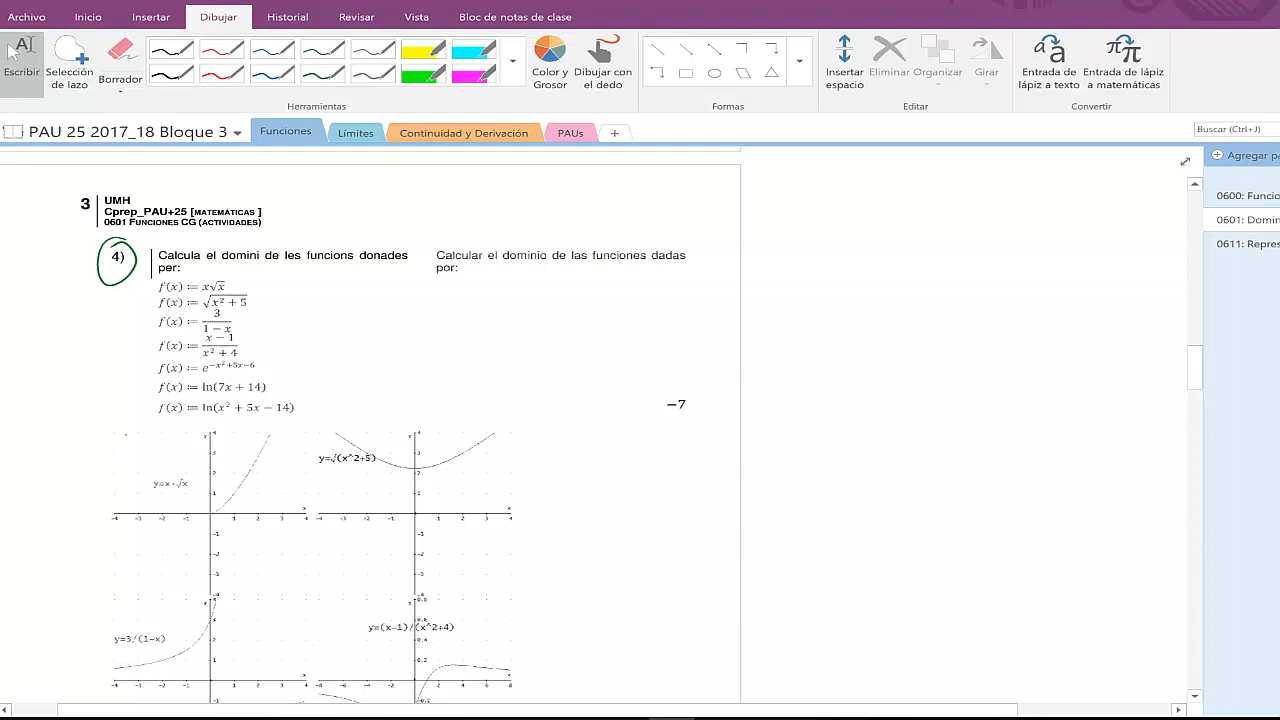 Archivo Inicio Insertar Dibujar Historial Revisar Vista Bloc de notas de clase
Escribir
Selección de lazo
Borrador
Color y Grosor
Dibujar con el dedo
Insertar espacio
Eliminar
Organizar
Girar
Entrada de lápiz a texto
Entrada de lápiz a matemáticas
Herramientas Formas Editar Convertir
PAU 25 2017_18 Bloque 3 Funciones Límites Continuidad y Derivación PAUs +
Buscar (Ctrl+J)
Agregar pá
0600: Funcio
0601: Domin
0611: Repres
3
UMH
Cprep_PAU+25 [MATEMÁTICAS ]
0601 FUNCIONES CG (ACTIVIDADES)
4)
Calcula el domini de les funcions donades per:
Calcular el dominio de las funciones dadas por:
f(x) ≔ x√x
f(x) ≔ √(x² + 5)
f(x) ≔ 3/(1 − x)
f(x) ≔ (x − 1)/(x² + 4)
f(x) ≔ e^(−x²+5x−6)
f(x) ≔ ln(7x + 14)
f(x) ≔ ln(x² + 5x − 14)
−7
y=x·√x
y=√(x^2+5)
y=3/(1−x)
y=(x−1)/(x^2+4)